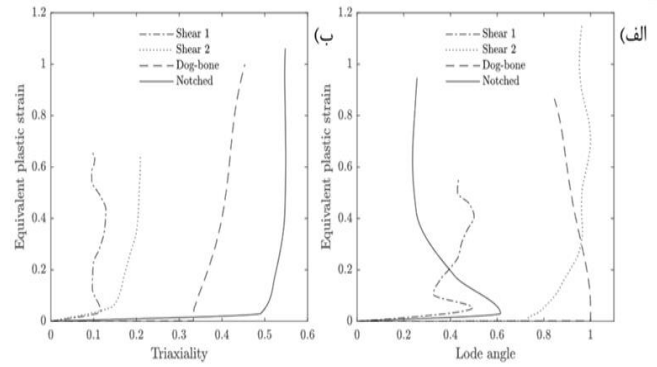 ب)
1.2
1
0.8
0.6
0.4
0.2
0
Equivalent plastic strain
Shear 1
Shear 2
Dog-bone
Notched
0 0.1 0.2 0.3 0.4 0.5 0.6
Triaxiality
الف)
1.2
1
0.8
0.6
0.4
0.2
0
Equivalent plastic strain
Shear 1
Shear 2
Dog-bone
Notched
0 0.2 0.4 0.6 0.8 1
Lode angle